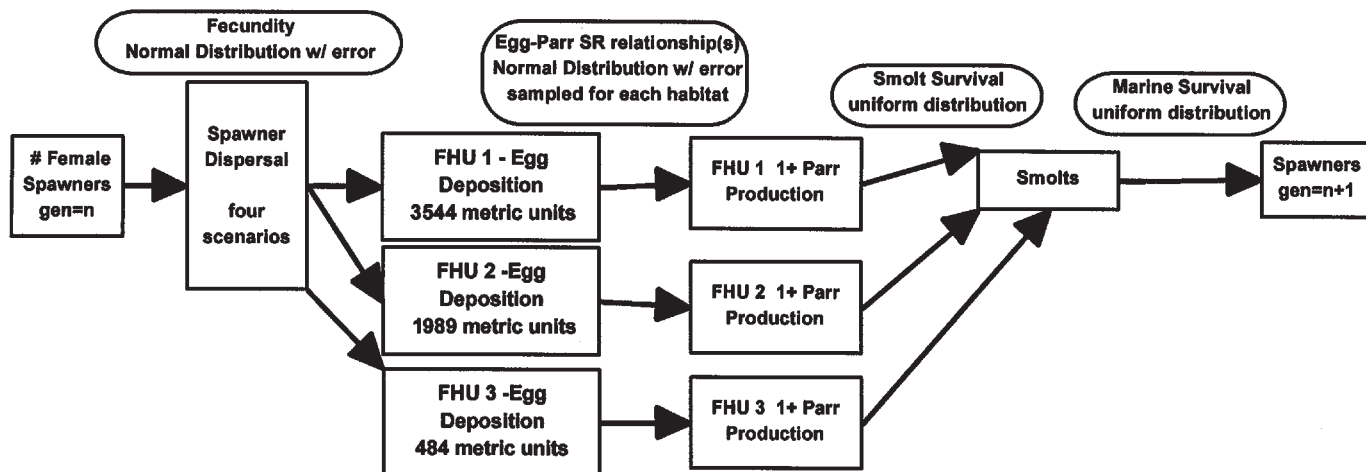 Fecundity
Normal Distribution w/ error
Egg-Parr SR relationship(s)
Normal Distribution w/ error
sampled for each habitat
Smolt Survival
uniform distribution
Marine Survival
uniform distribution
# Female
Spawners
gen=n
Spawner
Dispersal
four
scenarios
FHU 1 - Egg
Deposition
3544 metric units
FHU 1 1+ Parr
Production
FHU 2 -Egg
Deposition
1989 metric units
FHU 2 1+ Parr
Production
FHU 3 -Egg
Deposition
484 metric units
FHU 3 1+ Parr
Production
Smolts
Spawners
gen=n+1